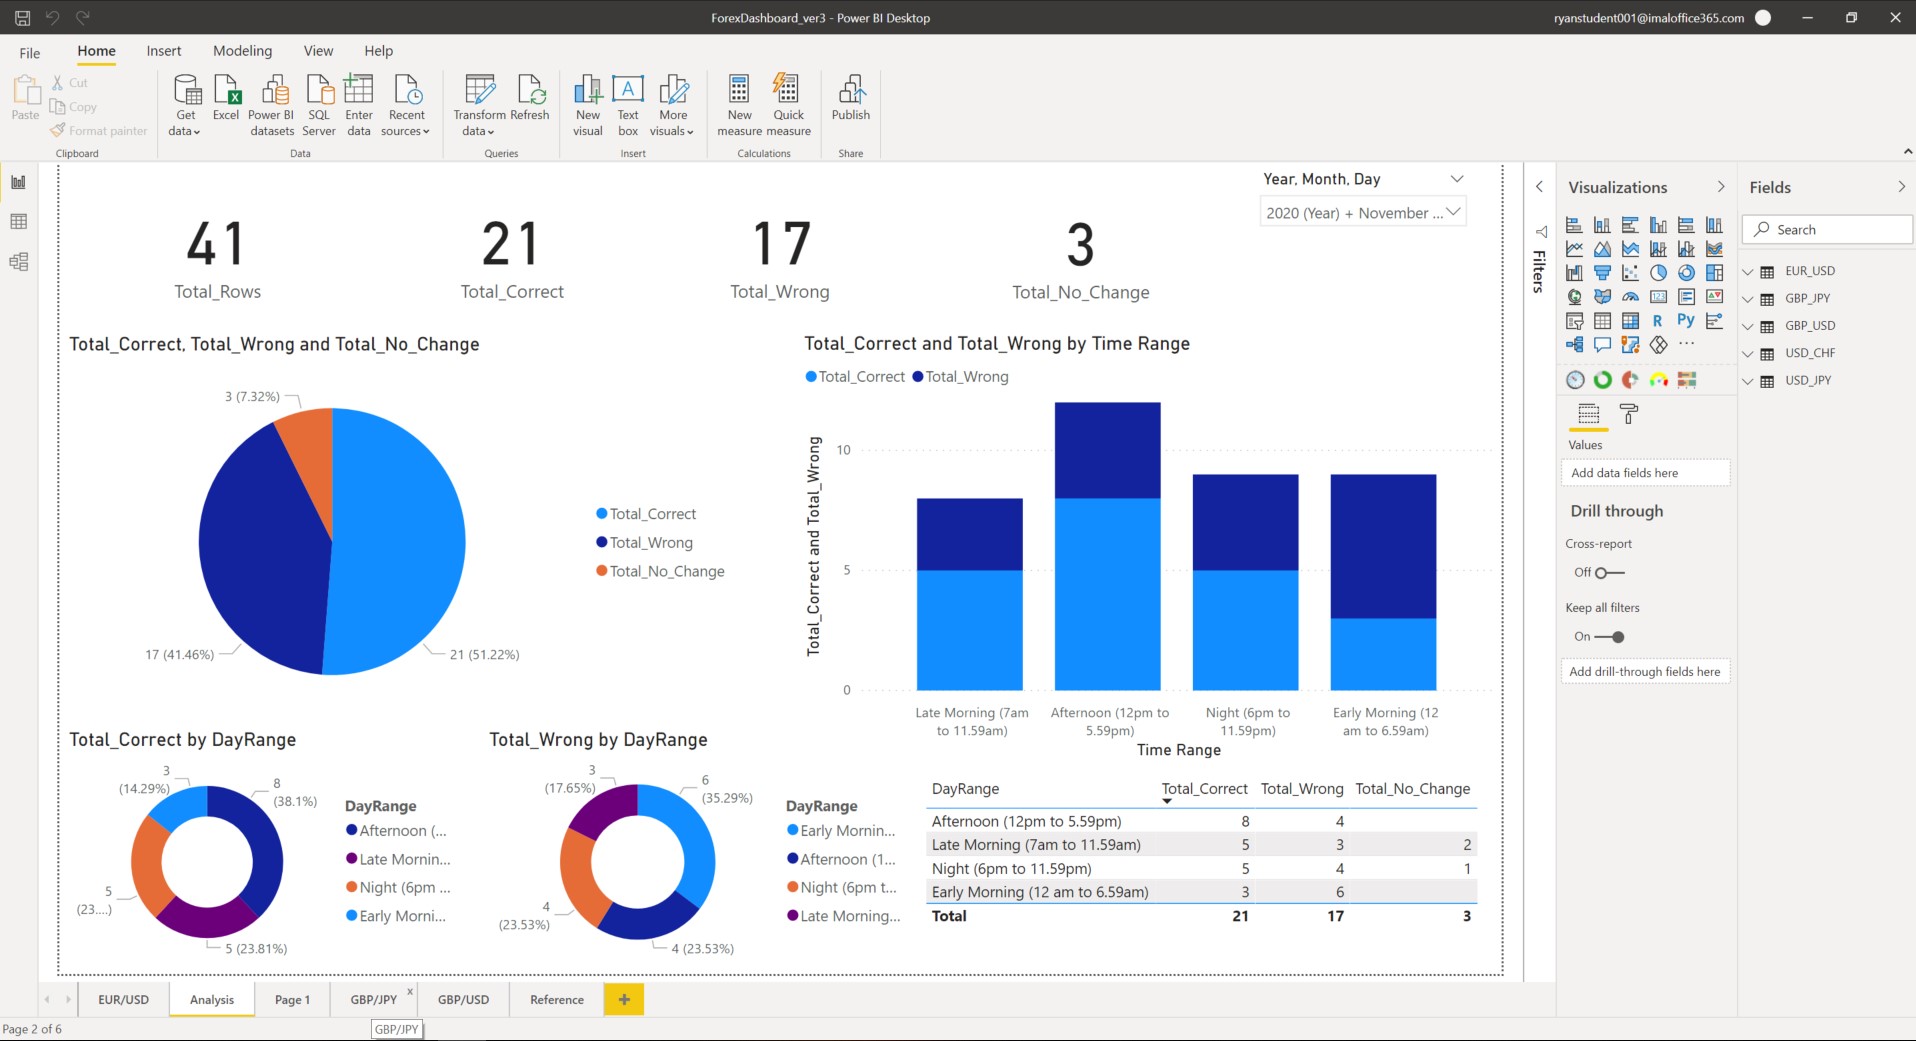 ForexDashboard_ver3 - Power BI Desktop
ryanstudent001@imaloffice365.com
File Home Insert Modeling View Help
Paste
Cut
Copy
Format painter
Clipboard
Get data
Excel
Power BI datasets
SQL Server
Enter data
Recent sources
Data
Transform data
Refresh
Queries
New visual
A
Text box
More visuals
Insert
New measure
Quick measure
Calculations
Publish
Share
Year, Month, Day
2020 (Year) + November ...
41
Total_Rows
21
Total_Correct
17
Total_Wrong
3
Total_No_Change
Total_Correct, Total_Wrong and Total_No_Change
3 (7.32%)
17 (41.46%)
21 (51.22%)
Total_Correct
Total_Wrong
Total_No_Change
Total_Correct and Total_Wrong by Time Range
Total_Correct Total_Wrong
Total_Correct and Total_Wrong
10
5
0
Late Morning (7am to 11.59am)
Afternoon (12pm to 5.59pm)
Night (6pm to 11.59pm)
Early Morning (12 am to 6.59am)
Time Range
Total_Correct by DayRange
3 (14.29%)
8 (38.1%)
5 (23....)
5 (23.81%)
DayRange
Afternoon (...
Late Mornin...
Night (6pm ...
Early Morni...
Total_Wrong by DayRange
3 (17.65%)
6 (35.29%)
4 (23.53%)
4 (23.53%)
DayRange
Early Mornin...
Afternoon (1...
Night (6pm t...
Late Morning...
DayRange Total_Correct Total_Wrong Total_No_Change
Afternoon (12pm to 5.59pm) 8 4
Late Morning (7am to 11.59am) 5 3 2
Night (6pm to 11.59pm) 5 4 1
Early Morning (12 am to 6.59am) 3 6
Total 21 17 3
Filters
Visualizations
123
R Py
...
Values
Add data fields here
Drill through
Cross-report
Off
Keep all filters
On
Add drill-through fields here
Fields
Search
EUR_USD
GBP_JPY
GBP_USD
USD_CHF
USD_JPY
EUR/USD Analysis Page 1 GBP/JPY x GBP/USD Reference +
Page 2 of 6
GBP/JPY